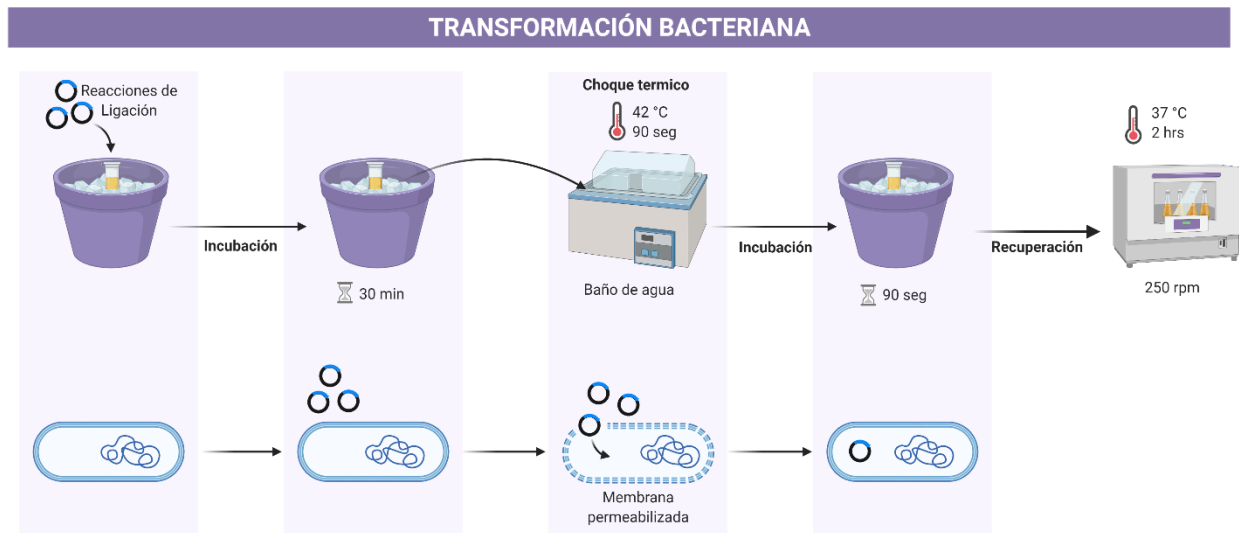 TRANSFORMACIÓN BACTERIANA
Reacciones de
Ligación
Incubación
30 min
Choque termico
42 °C
90 seg
Baño de agua
Incubación
90 seg
Recuperación
37 °C
2 hrs
250 rpm
Membrana
permeabilizada